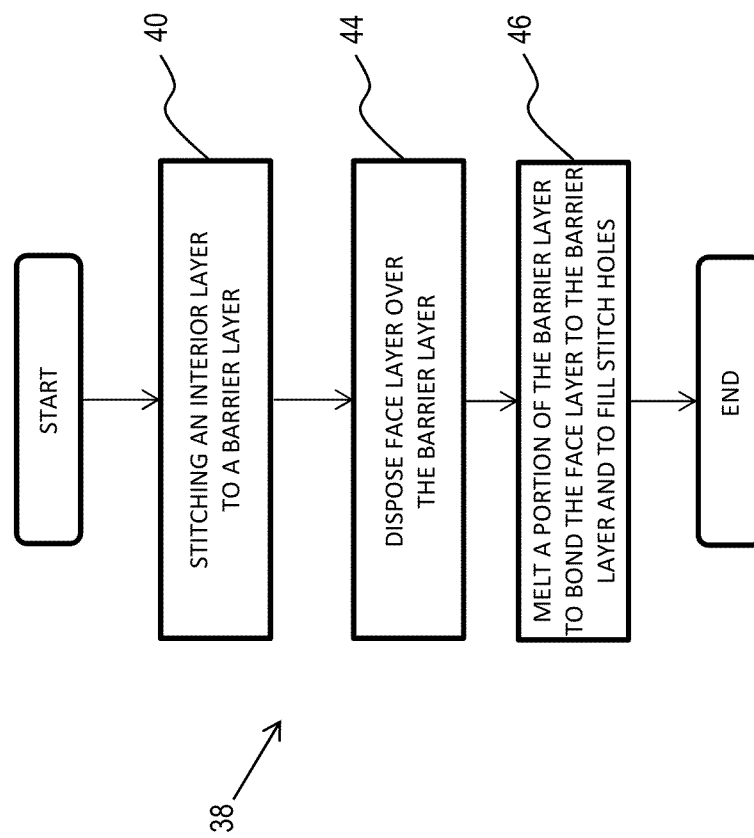 START
STITCHING AN INTERIOR LAYER
TO A BARRIER LAYER
40
DISPOSE FACE LAYER OVER
THE BARRIER LAYER
44
MELT A PORTION OF THE BARRIER LAYER
TO BOND THE FACE LAYER TO THE BARRIER
LAYER AND TO FILL STITCH HOLES
46
END
38